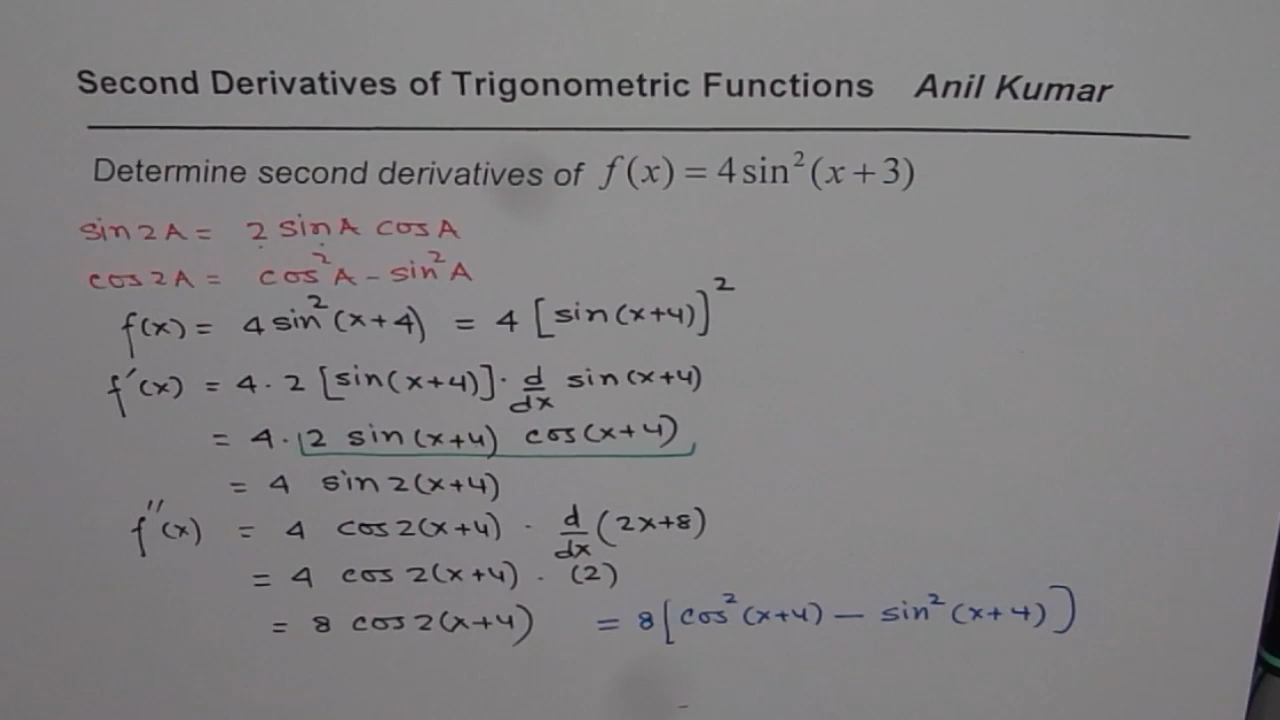 Second Derivatives of Trigonometric Functions Anil Kumar
Determine second derivatives of f(x) = 4 sin²(x+3)
sin 2A = 2 sin A cos A
cos 2A = cos²A − sin²A
f(x) = 4 sin²(x+4) = 4 [sin(x+4)]²
f′(x) = 4·2 [sin(x+4)]· d/dx sin(x+4)
= 4·2 sin(x+4) cos(x+4)
= 4 sin 2(x+4)
f″(x) = 4 cos 2(x+4) · d/dx (2x+8)
= 4 cos 2(x+4) · (2)
= 8 cos 2(x+4) = 8[cos²(x+4) − sin²(x+4)]